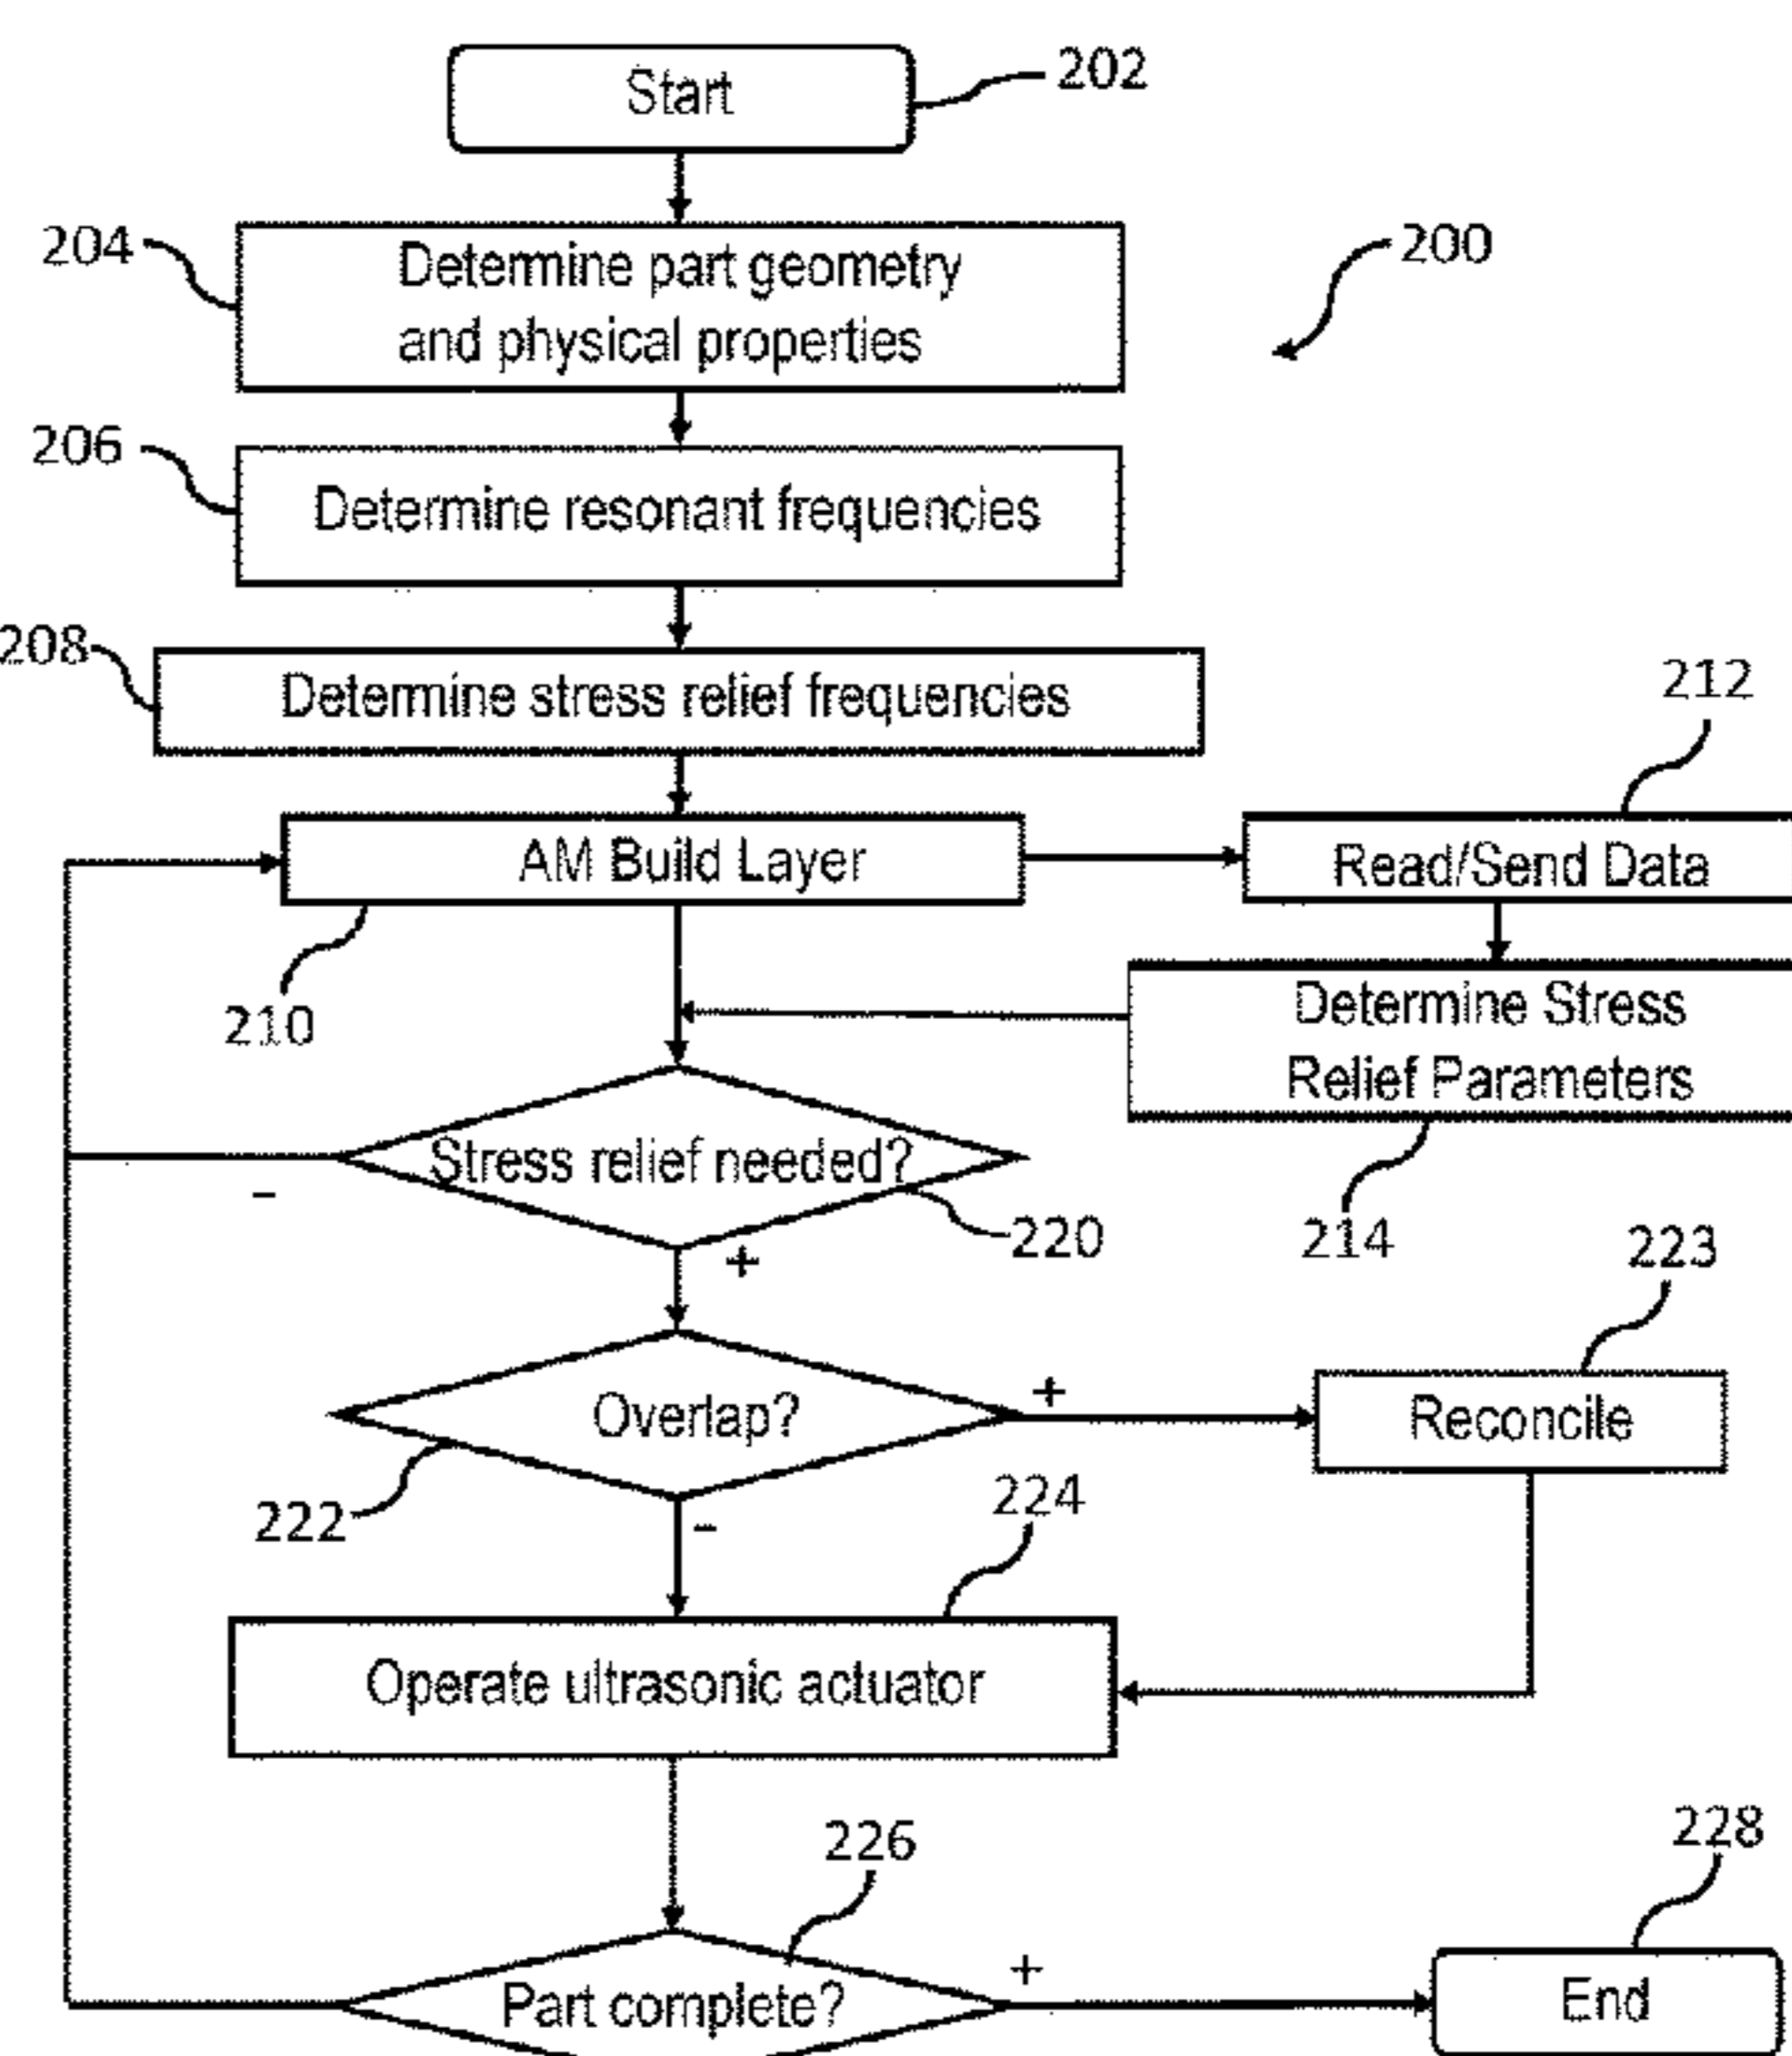 Start
202
204
Determine part geometry
and physical properties
200
206
Determine resonant frequencies
208
Determine stress relief frequencies
212
AM Build Layer
Read/Send Data
210
Determine Stress
Relief Parameters
Stress relief needed?
-
220
214
+
223
Overlap?
+
Reconcile
222
-
224
Operate ultrasonic actuator
226
228
Part complete?
+
End